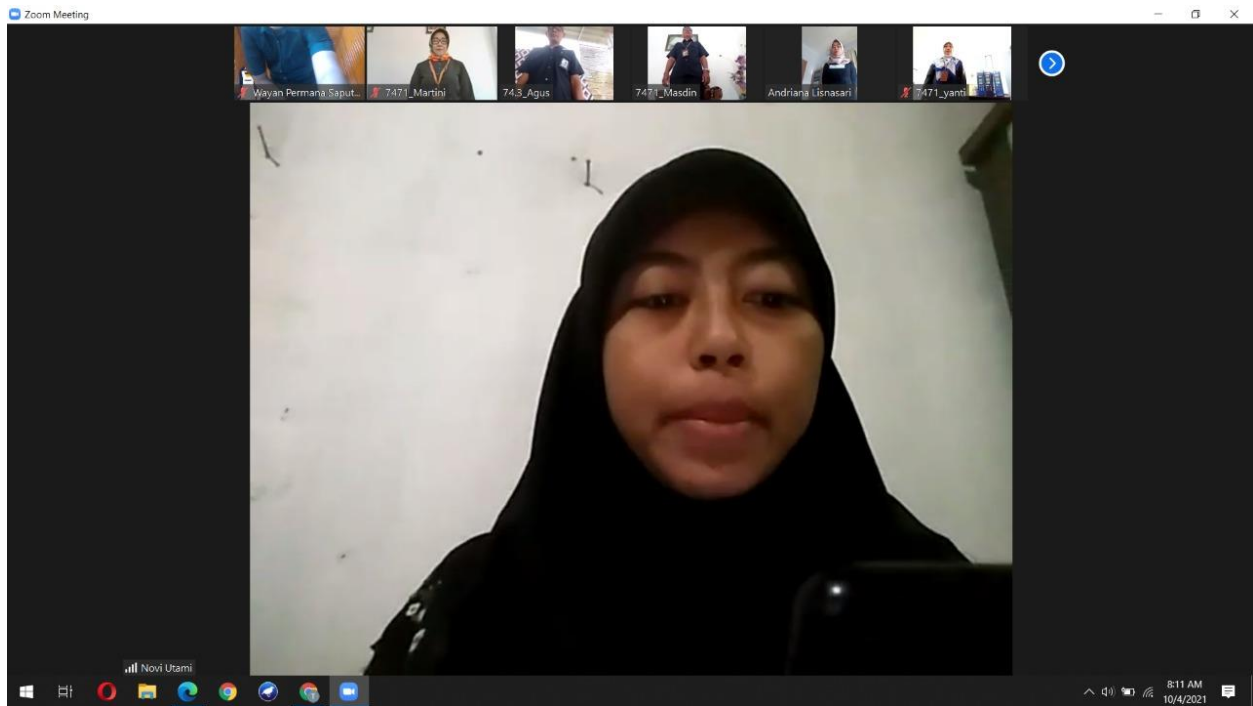 Zoom Meeting
Wayan Permana Saput...
7471_Martini
74.3_Agus
7471_Masdin
Andriana Lisnasari
7471_yanti
Novi Utami
8:11 AM
10/4/2021